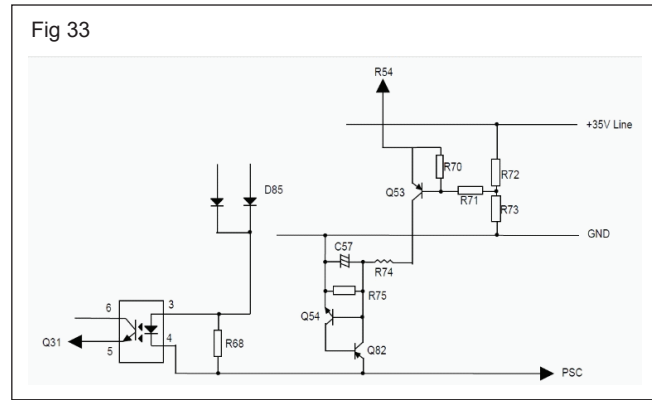 Fig 33
R54
+35V Line
R70
R72
D85
Q53
R71
R73
GND
C57
R74
R75
6
3
Q54
Q31
5
4
R68
Q82
PSC